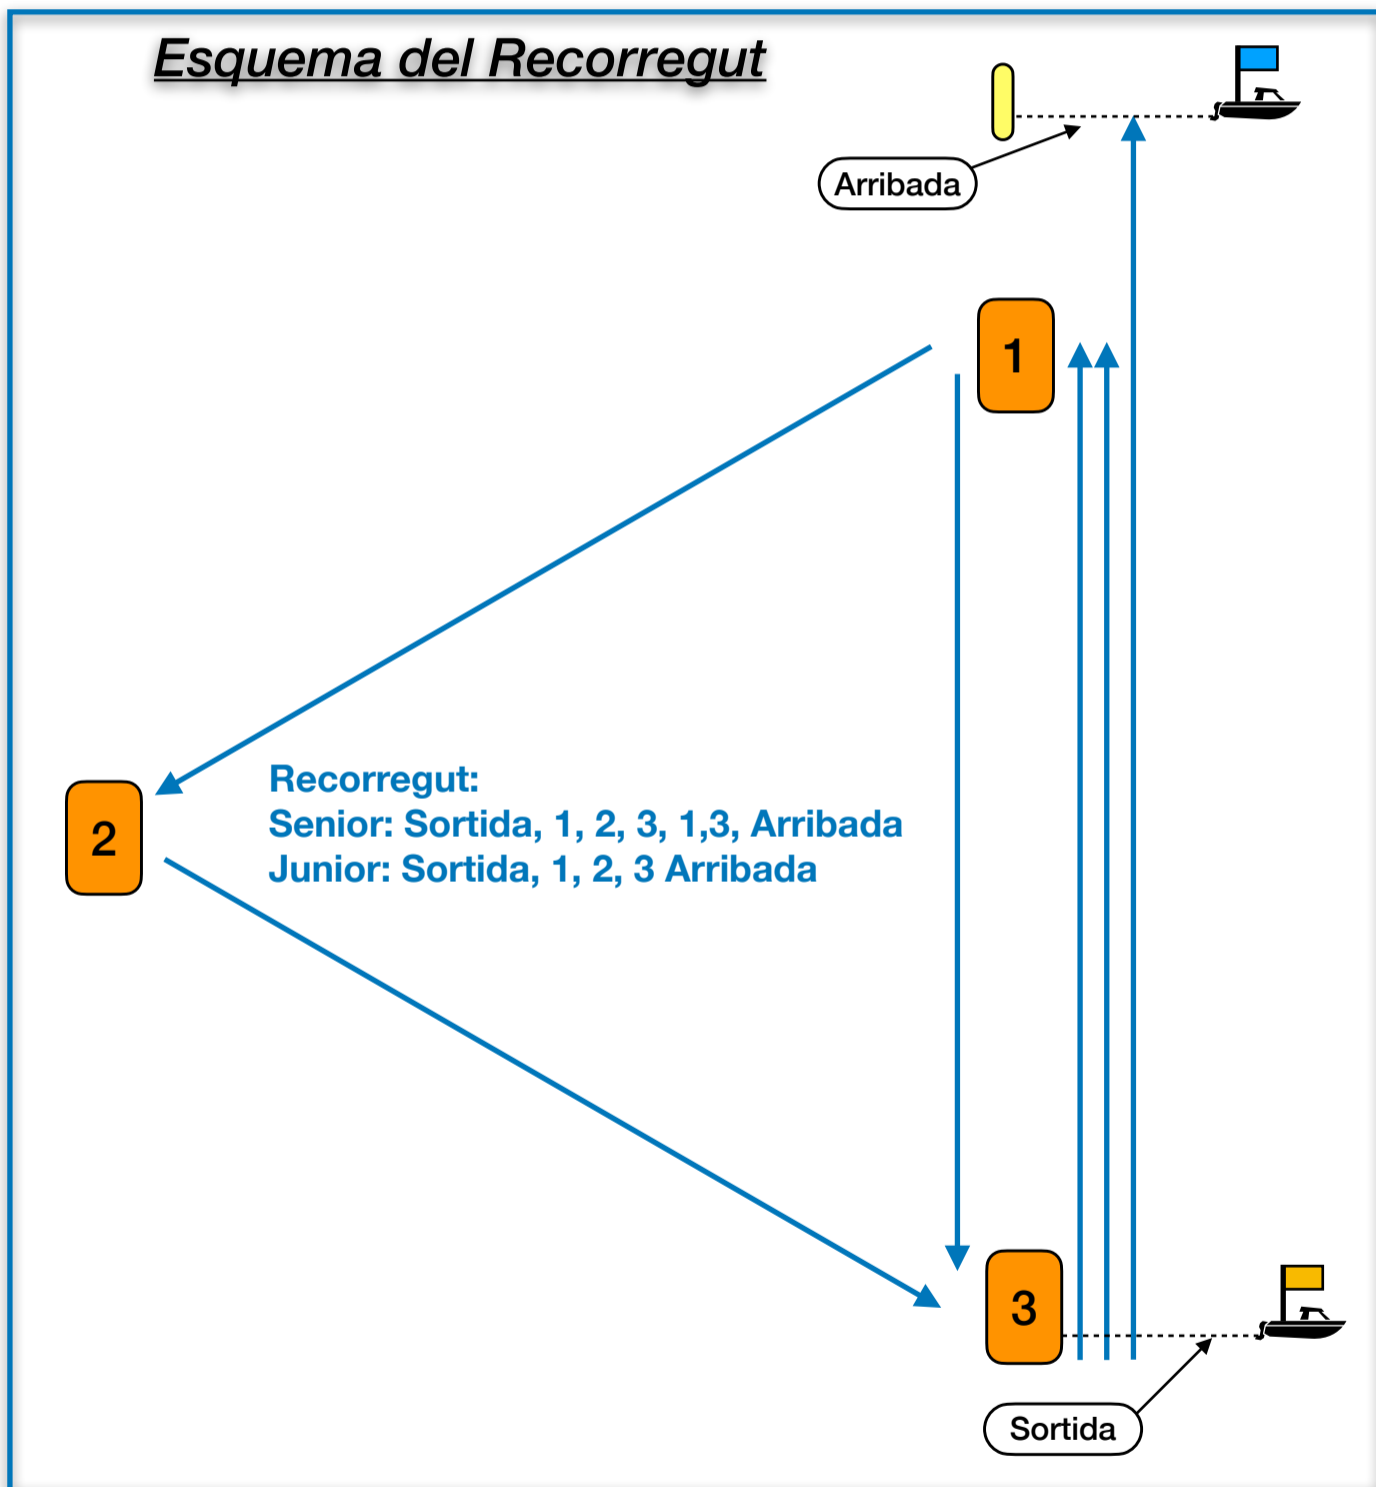 Esquema del Recorregut
Arribada
1
2
Recorregut:
Senior: Sortida, 1, 2, 3, 1,3, Arribada
Junior: Sortida, 1, 2, 3 Arribada
3
Sortida